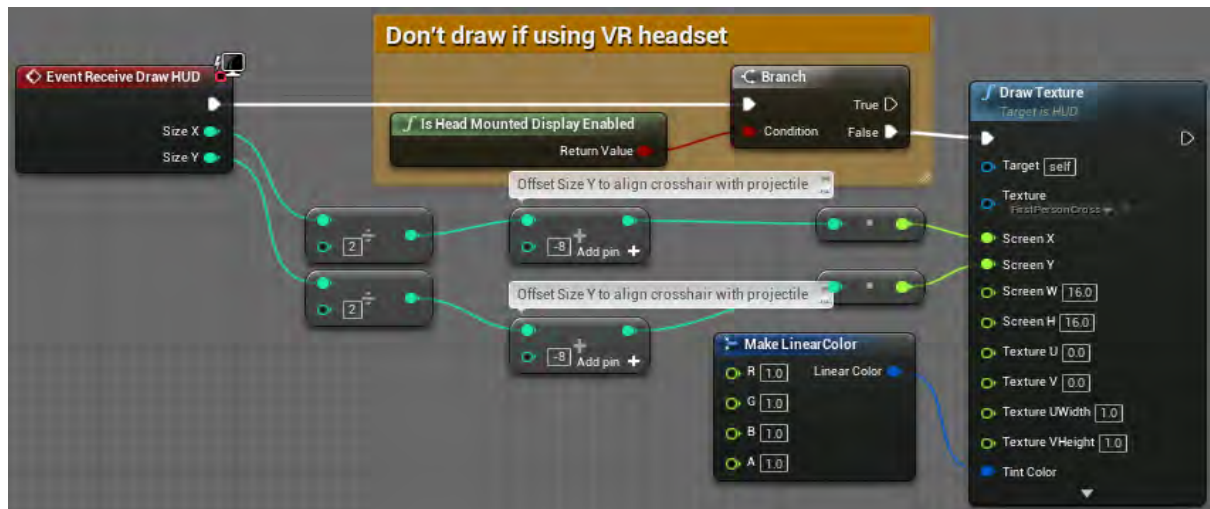 Don't draw if using VR headset
Event Receive Draw HUD
Size X
Size Y
f Is Head Mounted Display Enabled
Return Value
Branch
True
Condition
False
Offset Size Y to align crosshair with projectile
2 ÷
-8 + Add pin +
2 ÷
Offset Size Y to align crosshair with projectile
-8 + Add pin +
Make LinearColor
R 1.0
Linear Color
G 1.0
B 1.0
A 1.0
f Draw Texture
Target is HUD
Target self
Texture
FirstPersonCross
Screen X
Screen Y
Screen W 16.0
Screen H 16.0
Texture U 0.0
Texture V 0.0
Texture UWidth 1.0
Texture VHeight 1.0
Tint Color